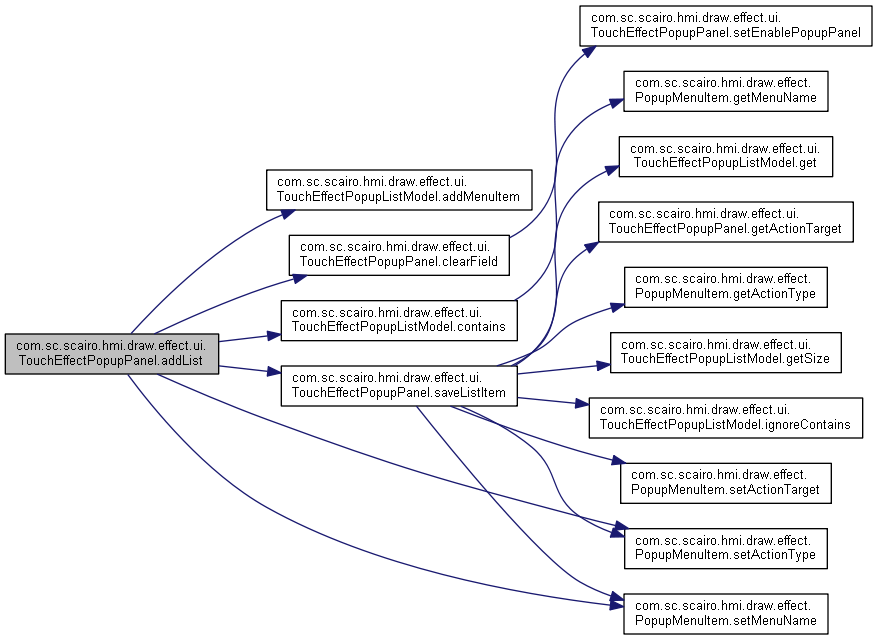 com.sc.scairo.hmi.draw.effect.ui.
TouchEffectPopupPanel.setEnablePopupPanel
com.sc.scairo.hmi.draw.effect.
PopupMenuItem.getMenuName
com.sc.scairo.hmi.draw.effect.ui.
TouchEffectPopupListModel.get
com.sc.scairo.hmi.draw.effect.ui.
TouchEffectPopupListModel.addMenuItem
com.sc.scairo.hmi.draw.effect.ui.
TouchEffectPopupPanel.getActionTarget
com.sc.scairo.hmi.draw.effect.ui.
TouchEffectPopupPanel.clearField
com.sc.scairo.hmi.draw.effect.
PopupMenuItem.getActionType
com.sc.scairo.hmi.draw.effect.ui.
TouchEffectPopupListModel.contains
com.sc.scairo.hmi.draw.effect.ui.
TouchEffectPopupPanel.addList
com.sc.scairo.hmi.draw.effect.ui.
TouchEffectPopupListModel.getSize
com.sc.scairo.hmi.draw.effect.ui.
TouchEffectPopupPanel.saveListItem
com.sc.scairo.hmi.draw.effect.ui.
TouchEffectPopupListModel.ignoreContains
com.sc.scairo.hmi.draw.effect.
PopupMenuItem.setActionTarget
com.sc.scairo.hmi.draw.effect.
PopupMenuItem.setActionType
com.sc.scairo.hmi.draw.effect.
PopupMenuItem.setMenuName